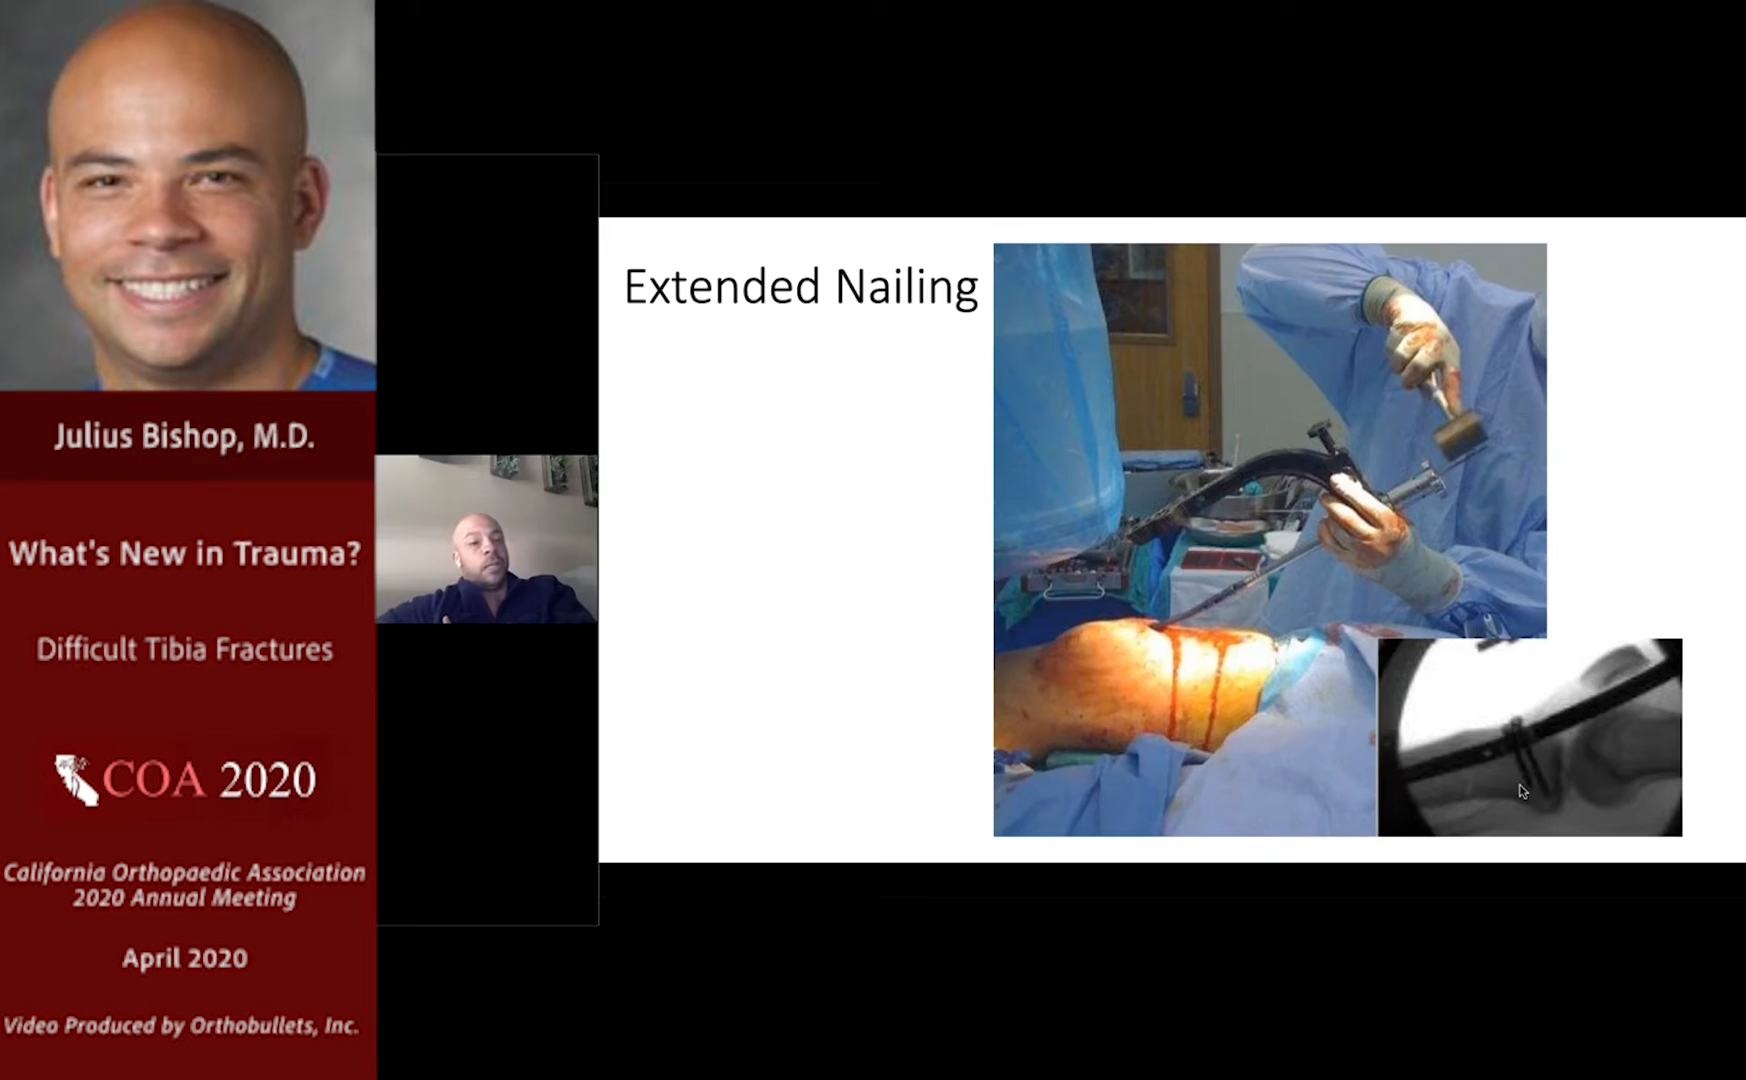 Julius Bishop, M.D.
What's New in Trauma?
Difficult Tibia Fractures
COA 2020
California Orthopaedic Association
2020 Annual Meeting
April 2020
Video Produced by Orthobullets, Inc.
Extended Nailing